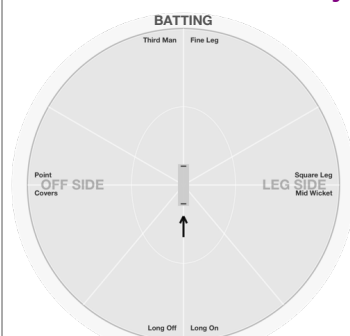 BATTING
Third Man Fine Leg
Point Square Leg
OFF SIDE LEG SIDE
Covers Mid Wicket
Long Off Long On